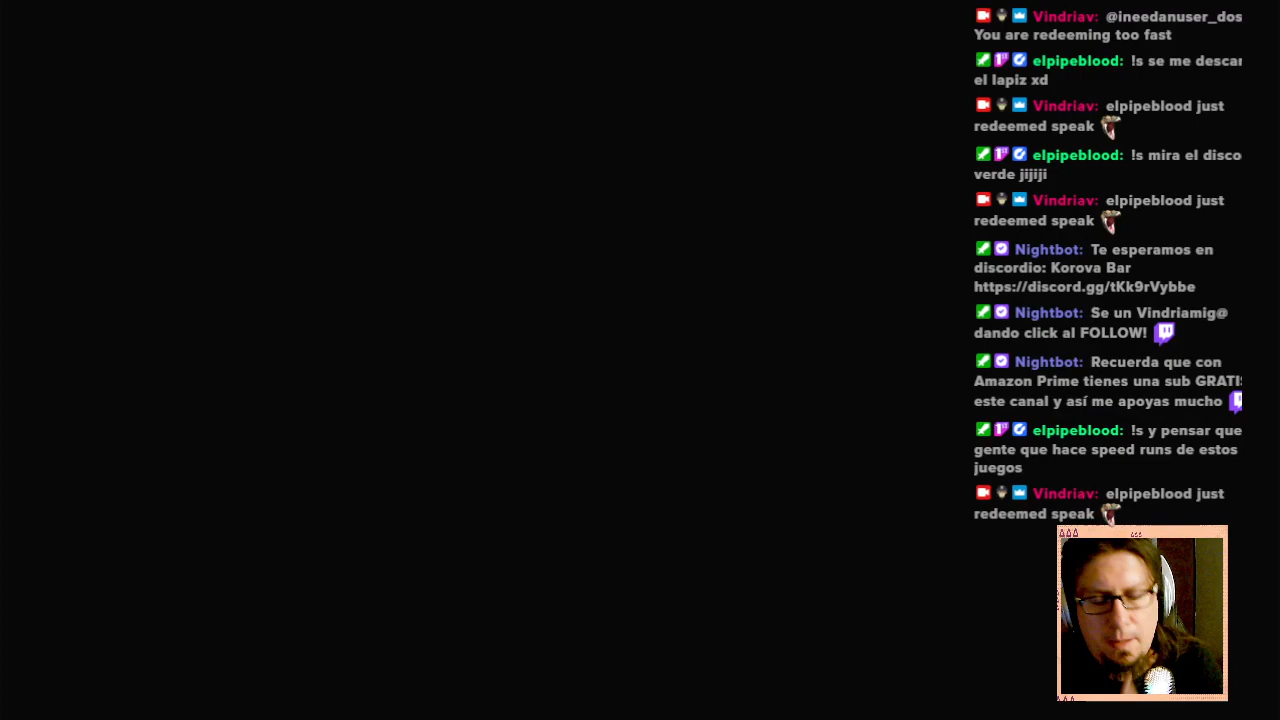 Vindriav: @ineedanuser_dos
You are redeeming too fast
elpipeblood: !s se me descar
el lapiz xd
Vindriav: elpipeblood just
redeemed speak
elpipeblood: !s mira el disco
verde jijiji
Vindriav: elpipeblood just
redeemed speak
Nightbot: Te esperamos en
discordio: Korova Bar
https://discord.gg/tKk9rVybbe
Nightbot: Se un Vindriamig@
dando click al FOLLOW!
Nightbot: Recuerda que con
Amazon Prime tienes una sub GRATI
este canal y así me apoyas mucho
elpipeblood: !s y pensar que
gente que hace speed runs de estos
juegos
Vindriav: elpipeblood just
redeemed speak